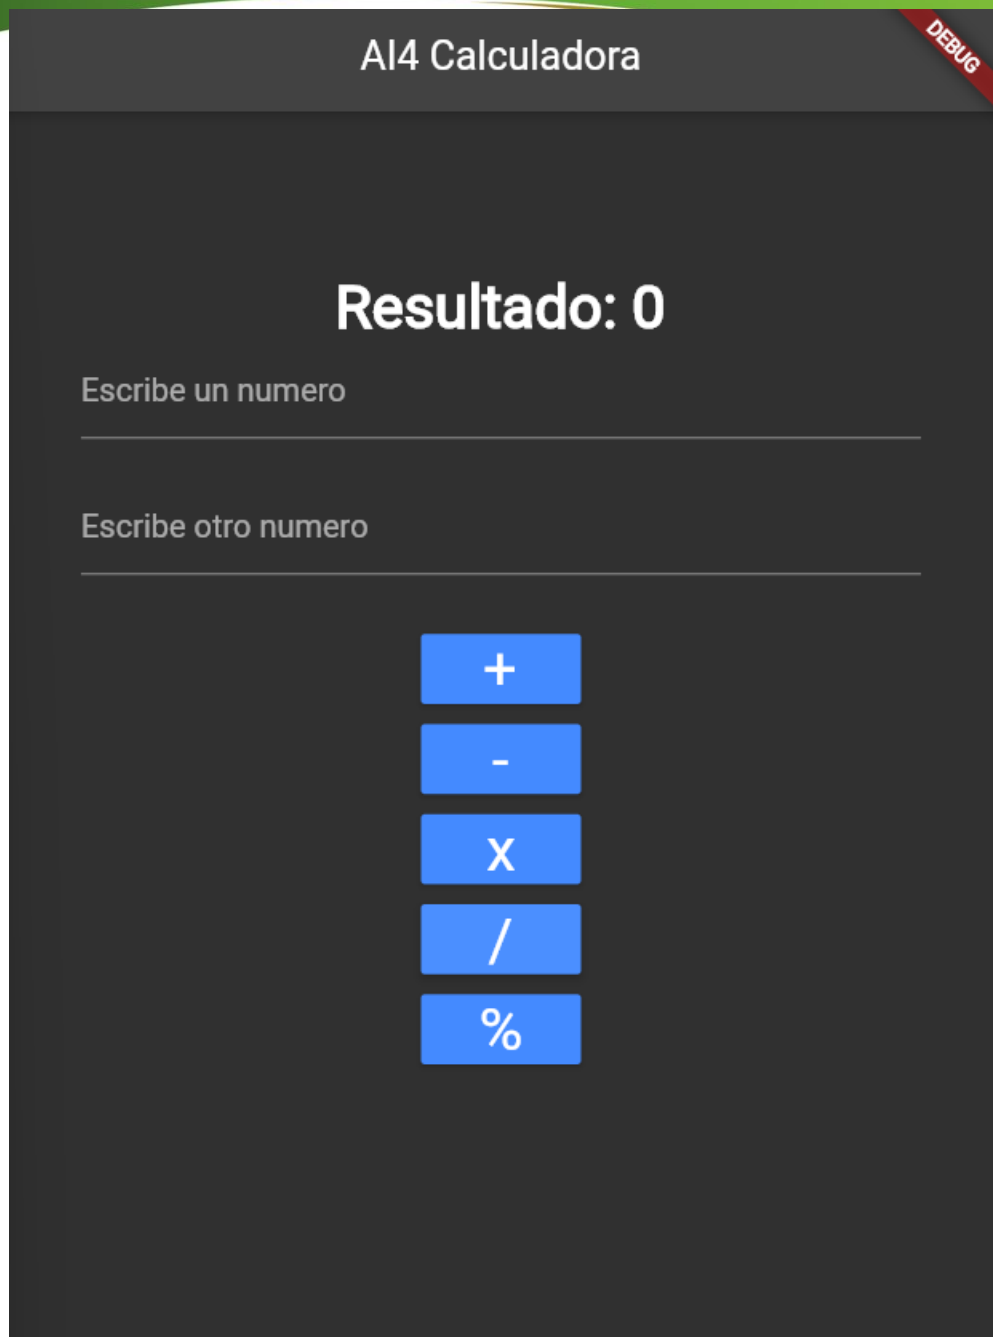 AI4 Calculadora
DEBUG
Resultado: 0
Escribe un numero
Escribe otro numero
+
-
x
/
%